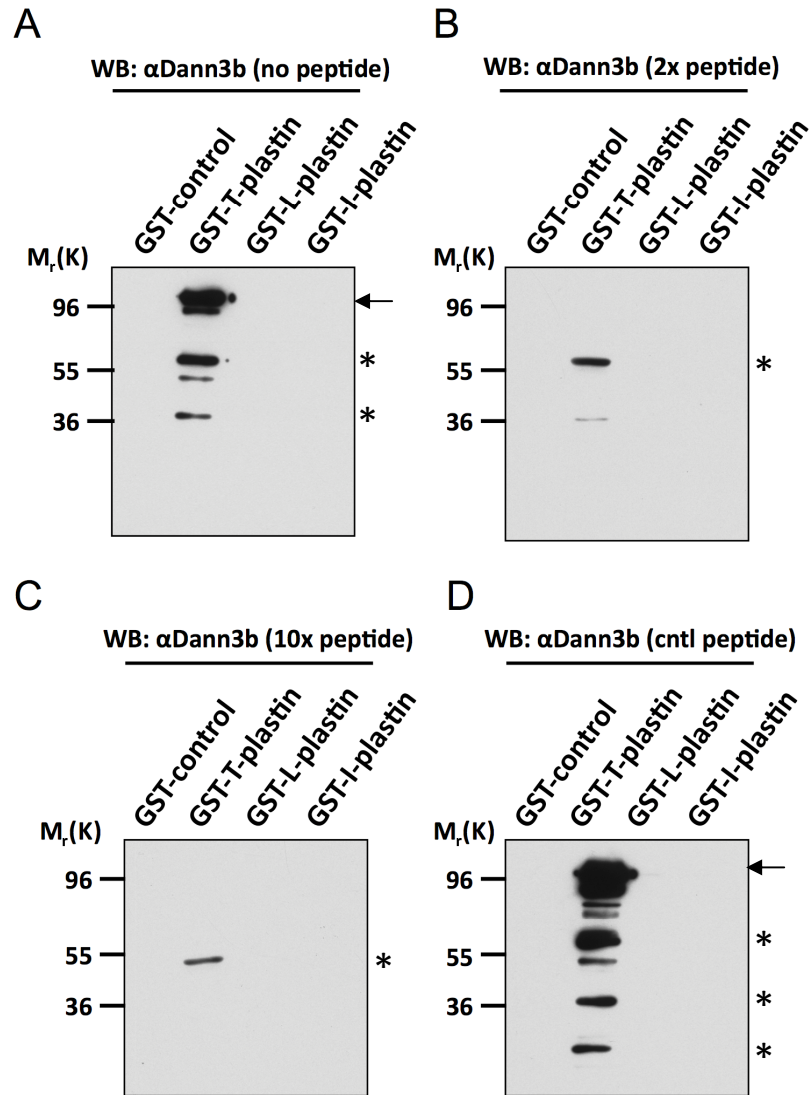 A
WB: αDann3b (no peptide)
GST-control
GST-T-plastin
GST-L-plastin
GST-I-plastin
Mr(K)
96
55
36
*
*
B
WB: αDann3b (2x peptide)
GST-control
GST-T-plastin
GST-L-plastin
GST-I-plastin
Mr(K)
96
55
36
*
C
WB: αDann3b (10x peptide)
GST-control
GST-T-plastin
GST-L-plastin
GST-I-plastin
Mr(K)
96
55
36
*
D
WB: αDann3b (cntl peptide)
GST-control
GST-T-plastin
GST-L-plastin
GST-I-plastin
Mr(K)
96
55
36
*
*
*